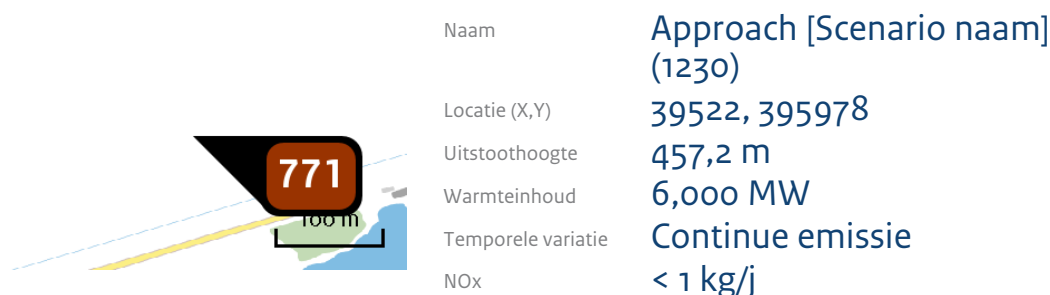 Naam Approach [Scenario naam]
(1230)
Locatie (X,Y) 39522, 395978
Uitstoothoogte 457,2 m
Warmteinhoud 6,000 MW
Temporele variatie Continue emissie
NOx < 1 kg/j
771
100 m